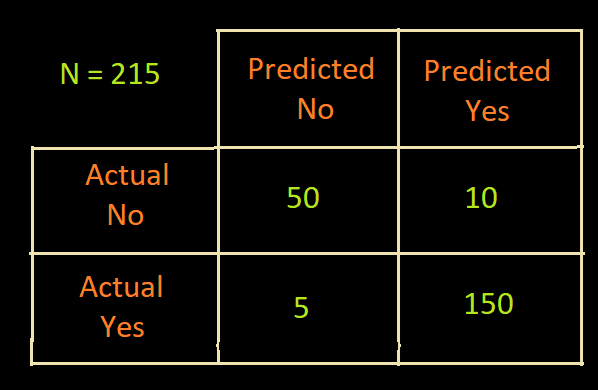 N = 215
Predicted
No
Predicted
Yes
Actual
No
50
10
Actual
Yes
5
150